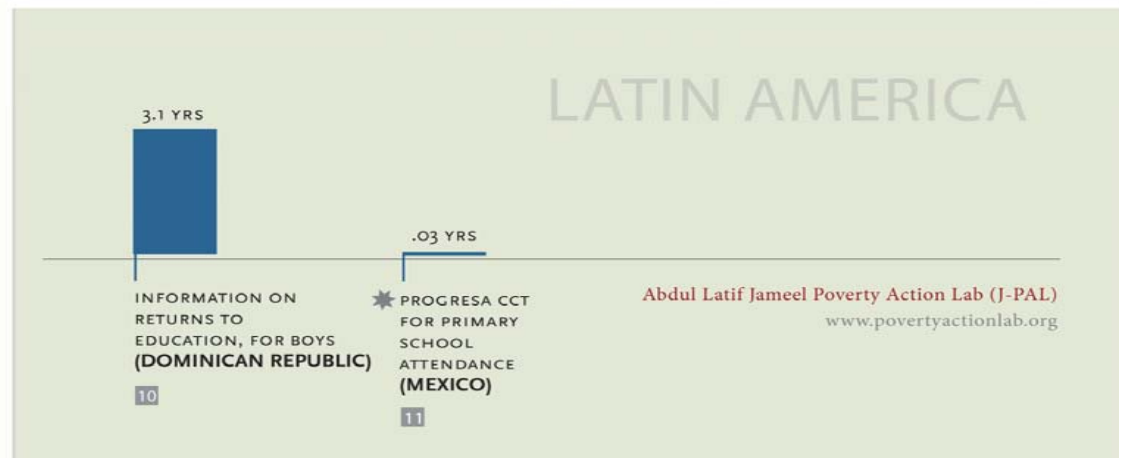 LATIN AMERICA
3.1 YRS
.03 YRS
INFORMATION ON
RETURNS TO
EDUCATION, FOR BOYS
(DOMINICAN REPUBLIC)
10
PROGRESA CCT
FOR PRIMARY
SCHOOL
ATTENDANCE
(MEXICO)
11
Abdul Latif Jameel Poverty Action Lab (J-PAL)
www.povertyactionlab.org